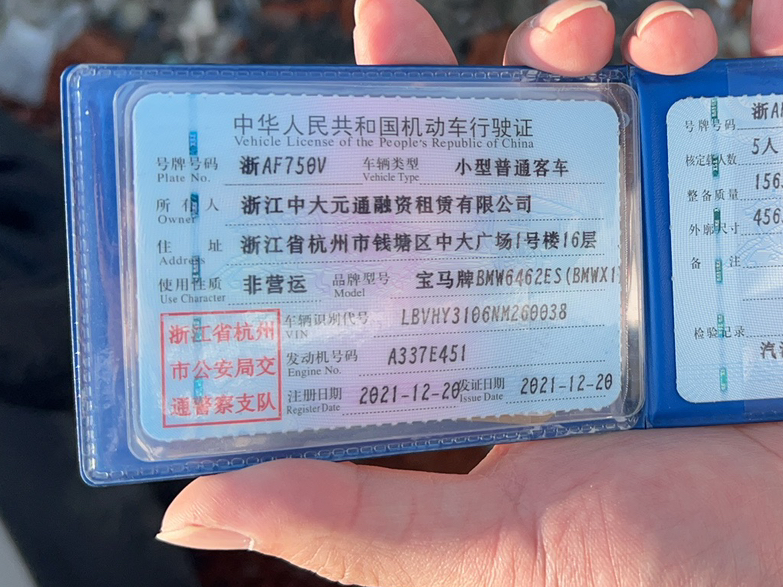 中华人民共和国机动车行驶证
Vehicle License of the People's Republic of China
号牌号码 浙AF750V 车辆类型 小型普通客车
Plate No. Vehicle Type
所有人 浙江中大元通融资租赁有限公司
Owner
住址 浙江省杭州市钱塘区中大广场1号楼16层
Address
使用性质 非营运 品牌型号 宝马牌BMW6462ES(BMWX1
Use Character Model
浙江省杭州
市公安局交
通警察支队
车辆识别代号 LBVHY3106NM260038
VIN
发动机号码 A337E451
Engine No.
注册日期 2021-12-20 发证日期 2021-12-20
Register Date Issue Date
号牌号码 浙A
核定载人数 5人
整备质量 156
外廓尺寸 456
备注
检验记录